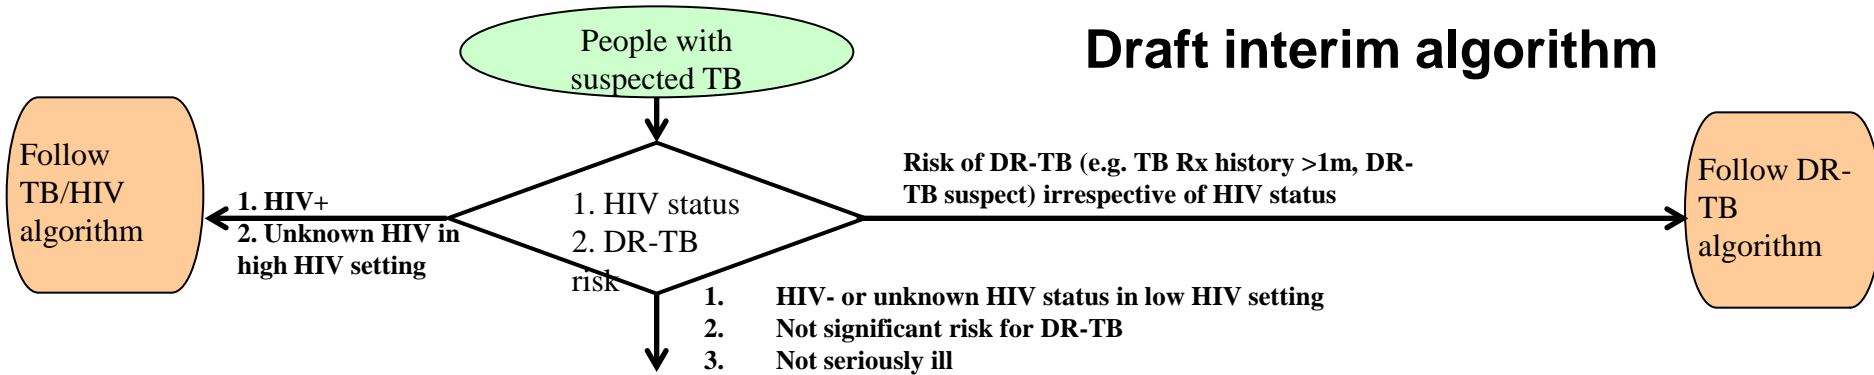 People with
suspected TB
Draft interim algorithm
Follow
TB/HIV
algorithm
1. HIV+
2. Unknown HIV in
high HIV setting
1. HIV status
2. DR-TB
risk
Risk of DR-TB (e.g. TB Rx history >1m, DR-
TB suspect) irrespective of HIV status
Follow DR-
TB
algorithm
1. HIV- or unknown HIV status in low HIV setting
2. Not significant risk for DR-TB
3. Not seriously ill